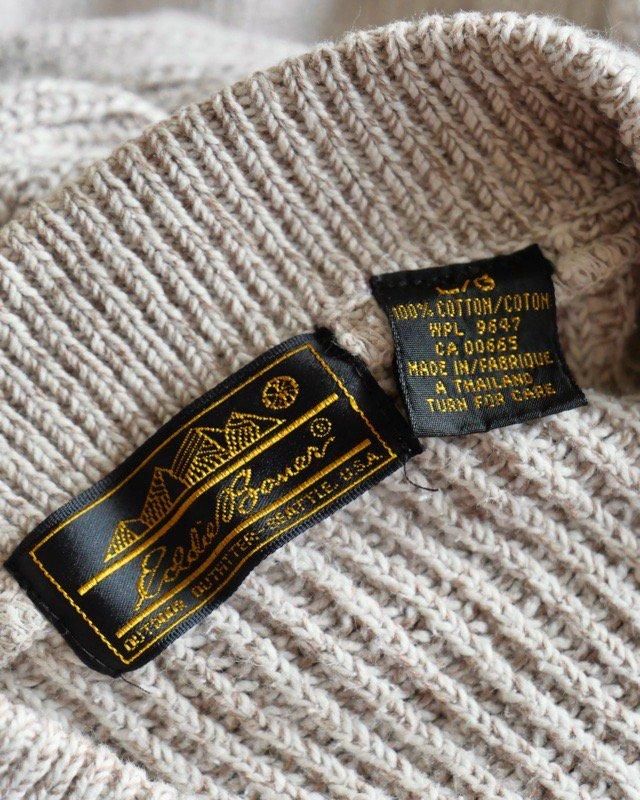 Eddie Bauer®
OUTDOOR OUTFITTER, SEATTLE, U.S.A.
100% COTTON/COTON
WPL 9647
CA 00665
MADE IN/FABRIQUE
A THAILAND
TURN FOR CARE